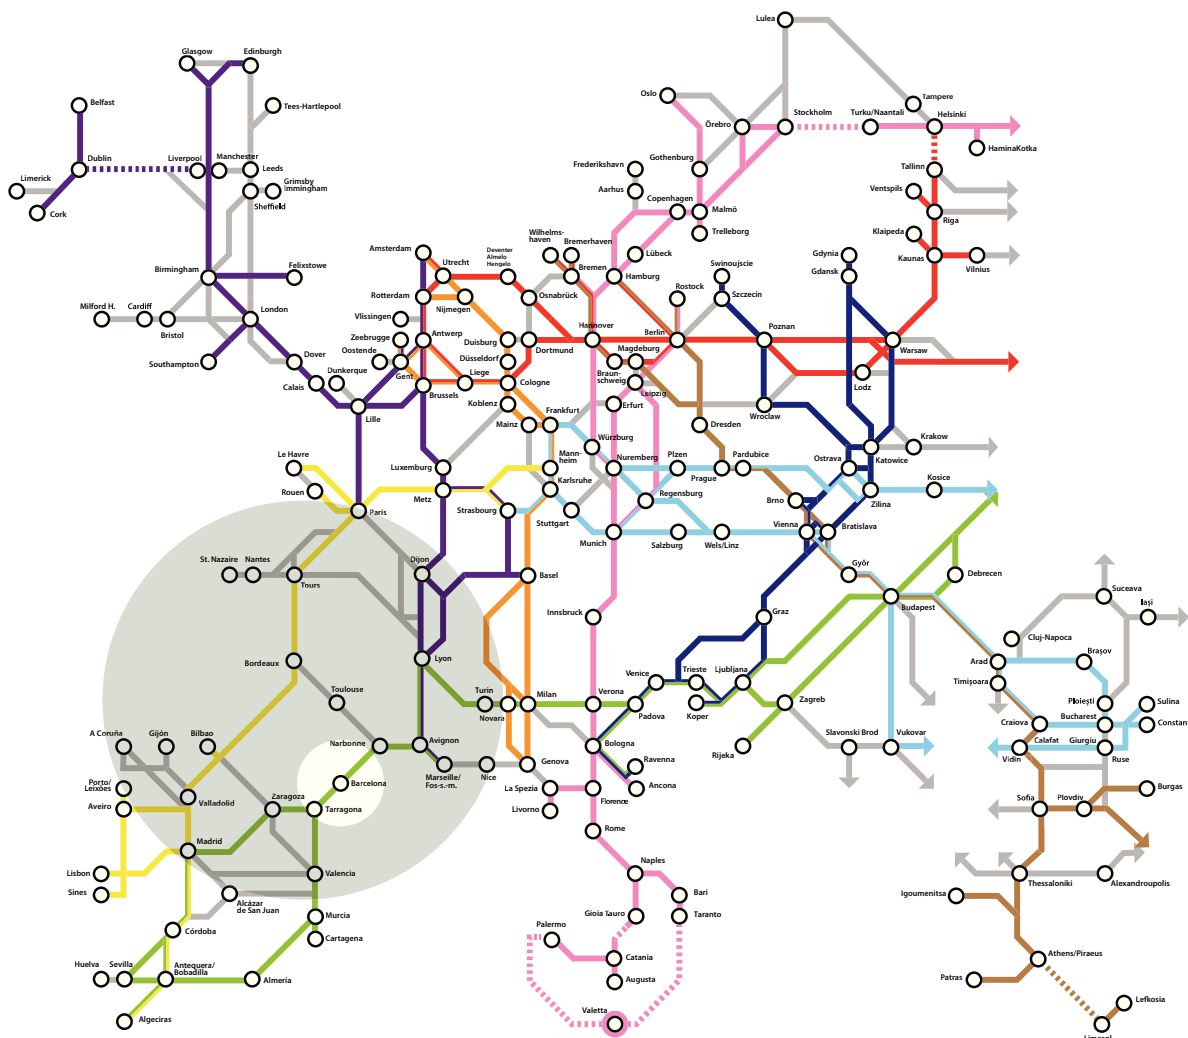 Lulea
Glasgow
Edinburgh
Oslo
Tampere
Belfast
Tees-Hartlepool
Stockholm
Turku/Naantali
Helsinki
Örebro
HaminaKotka
Dublin
Liverpool
Manchester
Leeds
Frederikshavn
Gothenburg
Tallinn
Limerick
Grimsby
Immingham
Aarhus
Ventspils
Cork
Sheffield
Copenhagen
Malmö
Riga
Trelleborg
Klaipeda
Wilhelms-
haven
Bremerhaven
Amsterdam
Utrecht
Deventer
Almelo
Hengelo
Lübeck
Gdynia
Kaunas
Vilnius
Birmingham
Felixstowe
Bremen
Hamburg
Swinoujscie
Gdansk
Rotterdam
Nijmegen
Osnabrück
Rostock
Szczecin
Milford H.
Cardiff
Bristol
London
Vlissingen
Zeebrugge
Antwerp
Duisburg
Hannover
Berlin
Poznan
Warsaw
Southampton
Dover
Oostende
Dortmund
Magdeburg
Calais
Dunkerque
Gent
Düsseldorf
Liege
Cologne
Braun-
schweig
Leipzig
Lodz
Lille
Brussels
Koblenz
Erfurt
Wroclaw
Mainz
Frankfurt
Dresden
Würzburg
Krakow
Katowice
Le Havre
Luxemburg
Mann-
heim
Nuremberg
Plzen
Prague
Pardubice
Ostrava
Rouen
Metz
Karlsruhe
Regensburg
Kosice
Zilina
Paris
Strasbourg
Stuttgart
Brno
Munich
Salzburg
Wels/Linz
Vienna
Bratislava
St. Nazaire
Nantes
Tours
Dijon
Basel
Györ
Debrecen
Suceava
Iași
Innsbruck
Graz
Budapest
Cluj-Napoca
Bordeaux
Lyon
Venice
Trieste
Ljubljana
Arad
Brașov
Timișoara
Toulouse
Turin
Novara
Milan
Verona
Padova
Koper
Zagreb
Ploiești
Sulina
A Coruña
Gijón
Bilbao
Narbonne
Avignon
Bologna
Rijeka
Slavonski Brod
Vukovar
Craiova
Bucharest
Constant
Calafat
Vidin
Giurgiu
Ruse
Marseille/
Fos-s.-m.
Nice
Genova
Ravenna
Ancona
Porto/
Leixões
Barcelona
La Spezia
Florence
Livorno
Burgas
Aveiro
Valladolid
Zaragoza
Tarragona
Sofia
Plovdiv
Rome
Madrid
Lisbon
Valencia
Naples
Thessaloniki
Alexandroupolis
Sines
Alcázar
de San Juan
Bari
Igoumenitsa
Murcia
Gioia Tauro
Taranto
Córdoba
Cartagena
Palermo
Catania
Athens/Piraeus
Huelva
Sevilla
Antequera/
Bobadilla
Almería
Augusta
Patras
Algeciras
Valetta
Lefkosia
Limasol